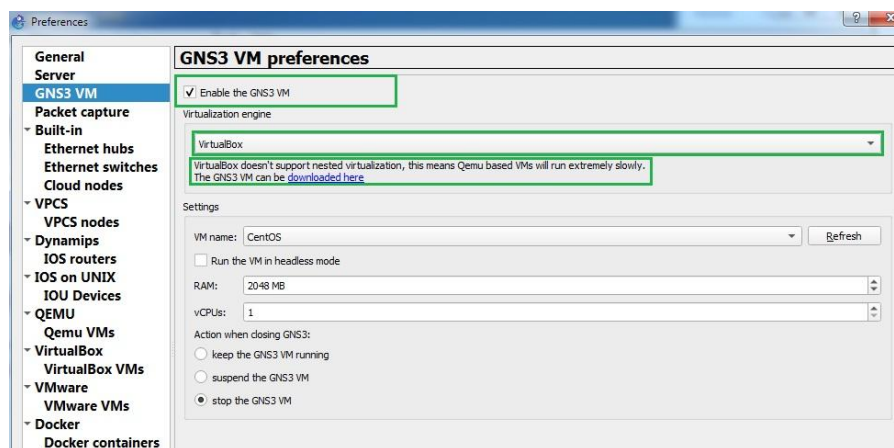 Preferences
General
Server
GNS3 VM
Packet capture
Built-in
Ethernet hubs
Ethernet switches
Cloud nodes
VPCS
VPCS nodes
Dynamips
IOS routers
IOS on UNIX
IOU Devices
QEMU
Qemu VMs
VirtualBox
VirtualBox VMs
VMware
VMware VMs
Docker
Docker containers
GNS3 VM preferences
Enable the GNS3 VM
Virtualization engine
VirtualBox
VirtualBox doesn't support nested virtualization, this means Qemu based VMs will run extremely slowly.
The GNS3 VM can be downloaded here
Settings
VM name: CentOS Refresh
Run the VM in headless mode
RAM: 2048 MB
vCPUs: 1
Action when closing GNS3:
keep the GNS3 VM running
suspend the GNS3 VM
stop the GNS3 VM